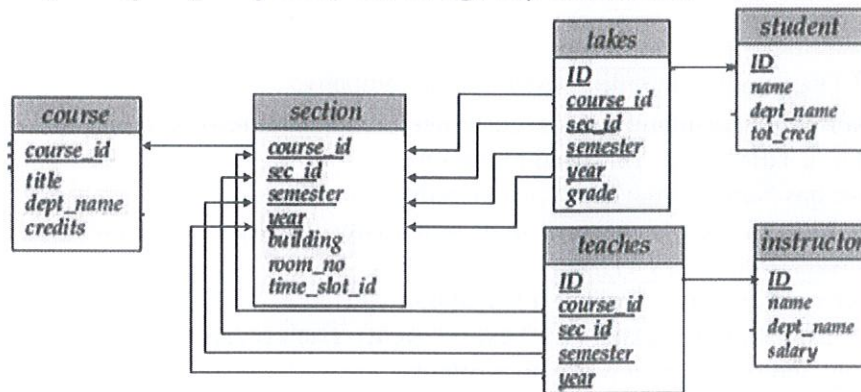 course
course_id
title
dept_name
credits
section
course_id
sec_id
semester
year
building
room_no
time_slot_id
takes
ID
course_id
sec_id
semester
year
grade
student
ID
name
dept_name
tot_cred
teaches
ID
course_id
sec_id
semester
year
instructor
ID
name
dept_name
salary